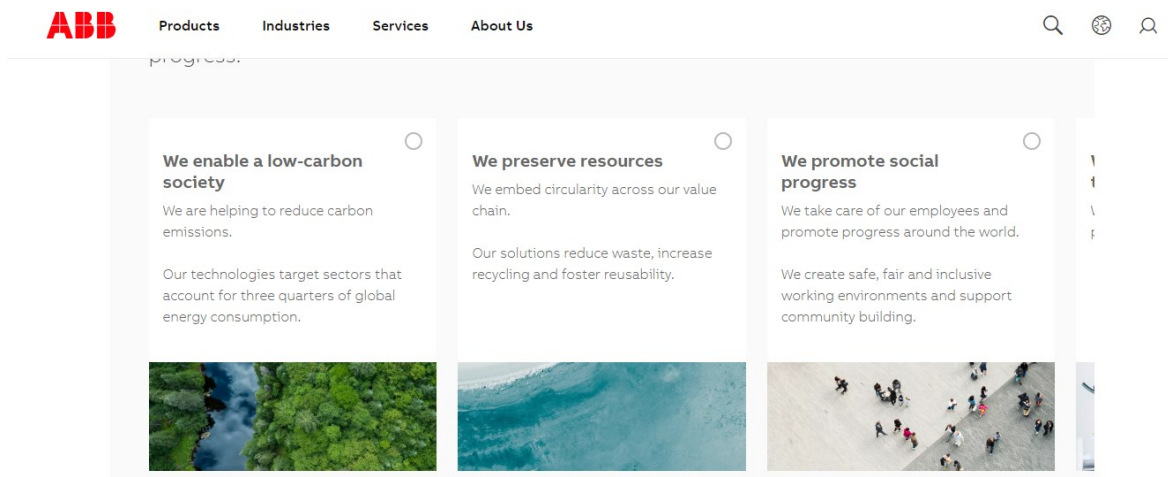 ABB Products Industries Services About Us
progress.
We enable a low-carbon
society
We are helping to reduce carbon
emissions.
Our technologies target sectors that
account for three quarters of global
energy consumption.
We preserve resources
We embed circularity across our value
chain.
Our solutions reduce waste, increase
recycling and foster reusability.
We promote social
progress
We take care of our employees and
promote progress around the world.
We create safe, fair and inclusive
working environments and support
community building.